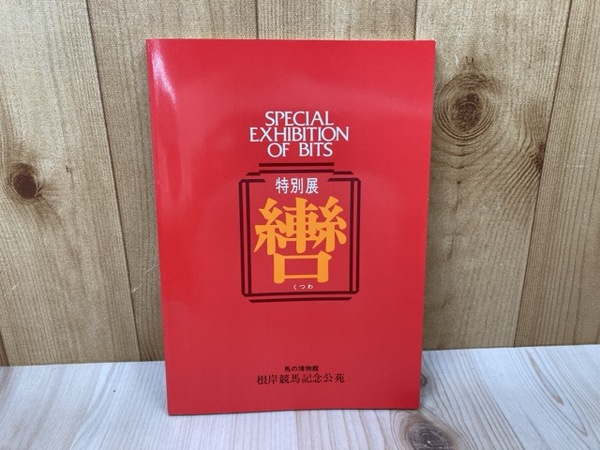 SPECIAL
EXHIBITION
OF BITS
特別展
轡
くつわ
馬の博物館
根岸競馬記念公苑